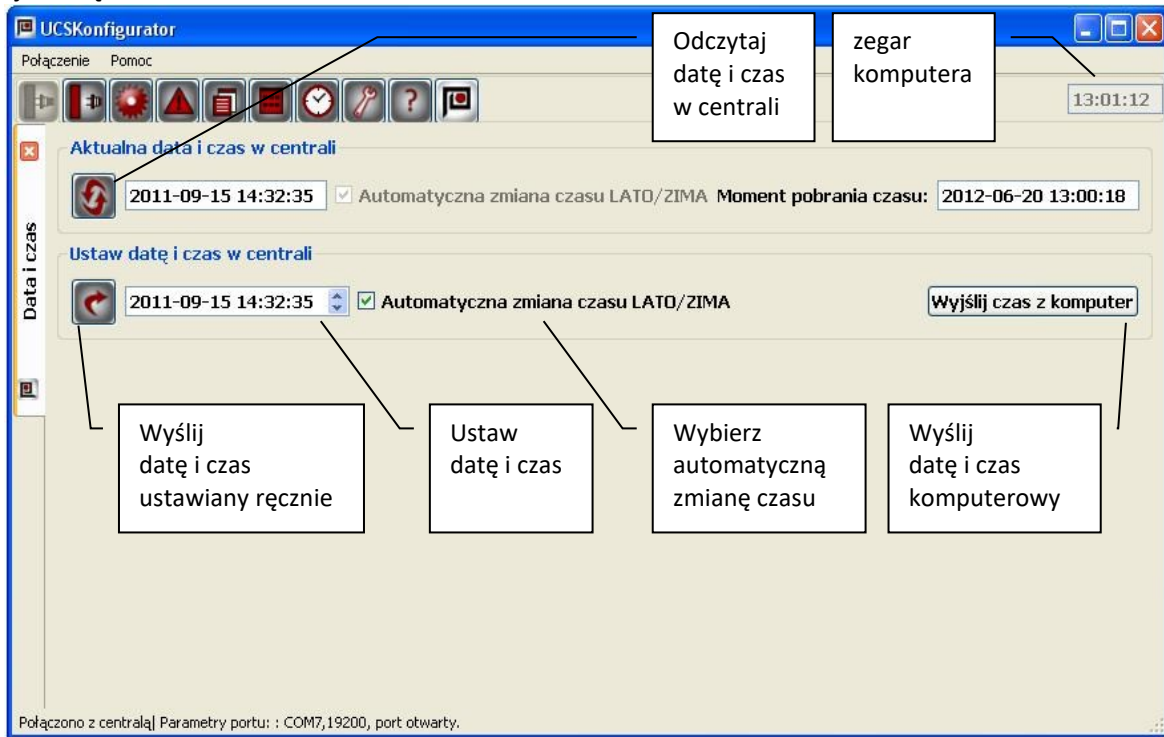 UCSKonfigurator
Połączenie Pomoc
Odczytaj
datę i czas
w centrali
zegar
komputera
13:01:12
Aktualna data i czas w centrali
2011-09-15 14:32:35 Automatyczna zmiana czasu LATO/ZIMA Moment pobrania czasu: 2012-06-20 13:00:18
Data i czas
Ustaw datę i czas w centrali
2011-09-15 14:32:35 Automatyczna zmiana czasu LATO/ZIMA Wyjślij czas z komputer
Wyślij
datę i czas
ustawiany ręcznie
Ustaw
datę i czas
Wybierz
automatyczną
zmianę czasu
Wyślij
datę i czas
komputerowy
Połączono z centralą| Parametry portu: : COM7,19200, port otwarty.